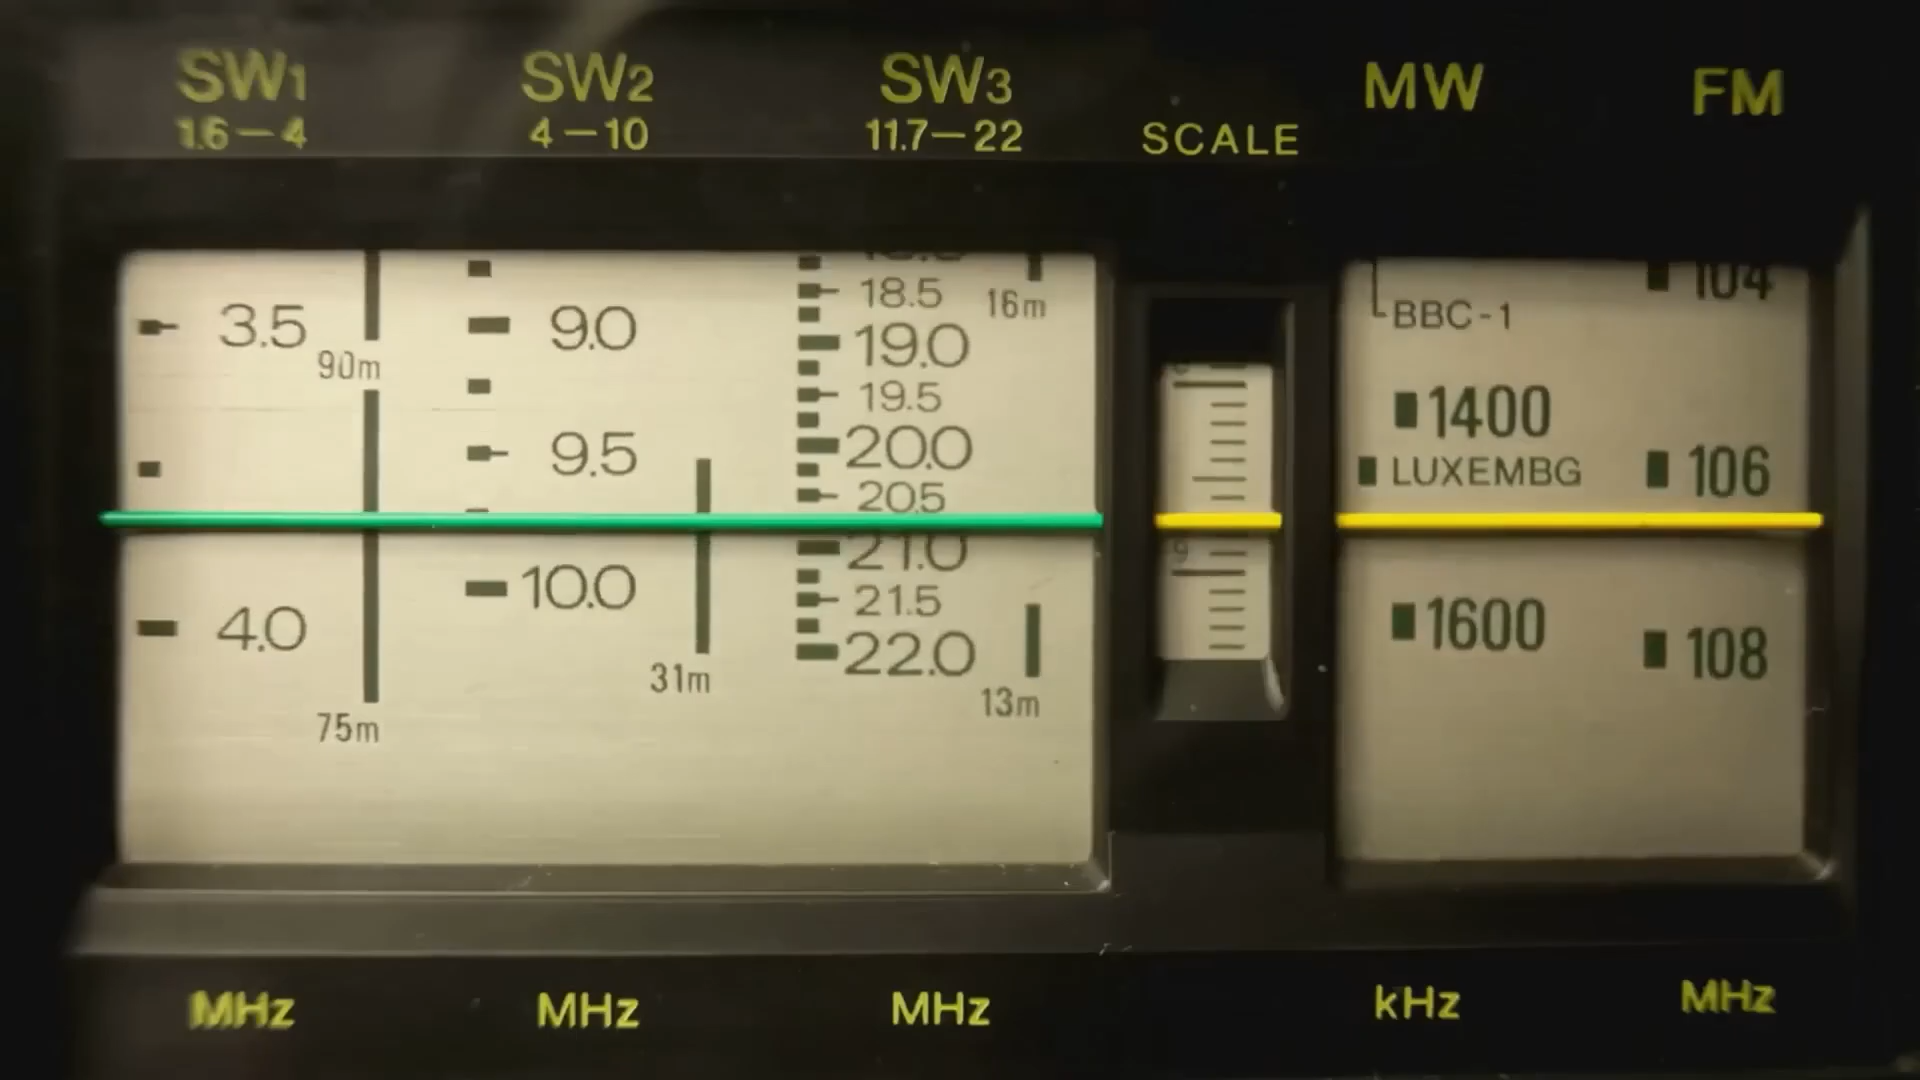 SW1 SW2 SW3 MW FM
1.6–4 4–10 11.7–22 SCALE
18.5 16m 104
3.5 9.0 19.0 BBC-1
90m
19.5 1400
9.5 20.0 LUXEMBG 106
20.5
21.0
10.0 21.5
4.0 22.0 1600 108
31m 13m
75m
MHz MHz MHz kHz MHz